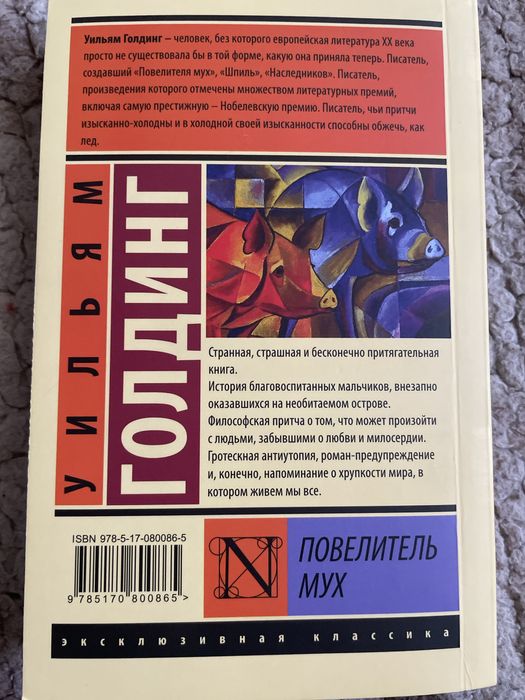 Уильям Голдинг – человек, без которого европейская литература XX века
просто не существовала бы в той форме, какую она приняла теперь. Писатель,
создавший «Повелителя мух», «Шпиль», «Наследников». Писатель,
произведения которого отмечены множеством литературных премий,
включая самую престижную – Нобелевскую премию. Писатель, чьи притчи
изысканно-холодны и в холодной своей изысканности способны обжечь, как
лед.
УИЛЬЯМ
ГОЛДИНГ
Странная, страшная и бесконечно притягательная
книга.
История благовоспитанных мальчиков, внезапно
оказавшихся на необитаемом острове.
Философская притча о том, что может произойти
с людьми, забывшими о любви и милосердии.
Гротескная антиутопия, роман-предупреждение
и, конечно, напоминание о хрупкости мира, в
котором живем мы все.
ISBN 978-5-17-080086-5
9 785170 800865 >
N
ПОВЕЛИТЕЛЬ
МУХ
эксклюзивная классика